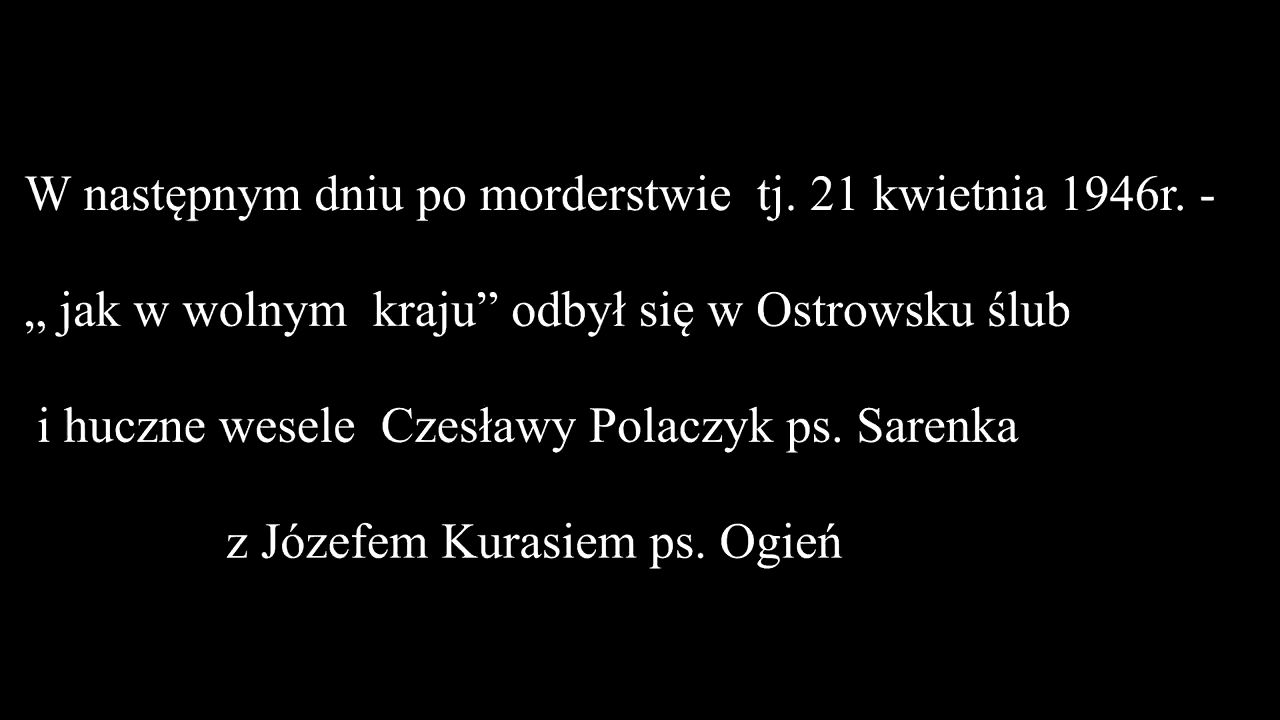 W następnym dniu po morderstwie tj. 21 kwietnia 1946r. -
„ jak w wolnym kraju” odbył się w Ostrowsku ślub
i huczne wesele Czesławy Polaczyk ps. Sarenka
z Józefem Kurasiem ps. Ogień